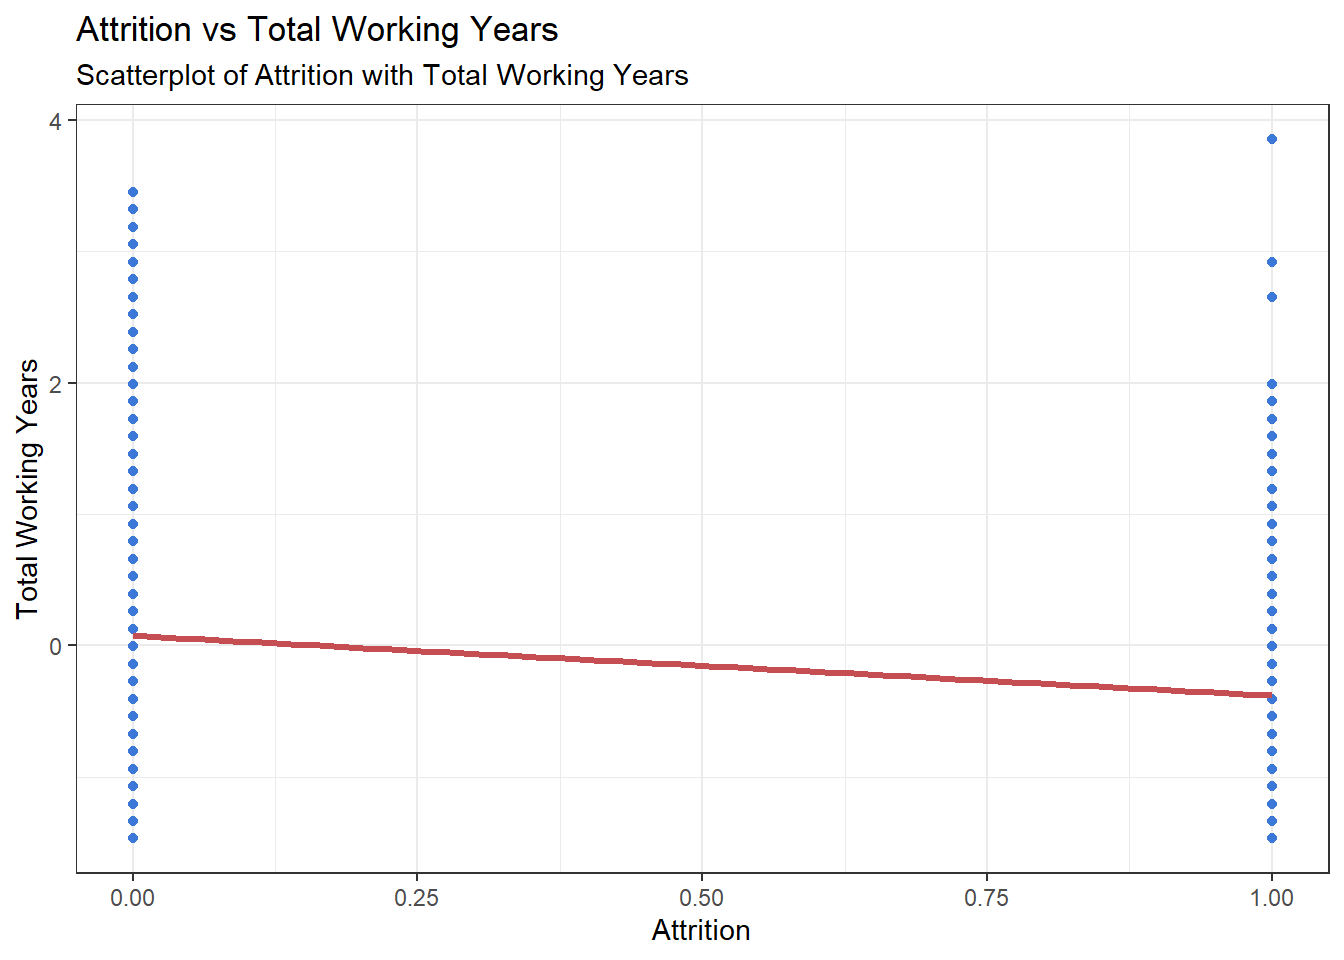 Attrition vs Total Working Years
Scatterplot of Attrition with Total Working Years
4
2
0
Total Working Years
0.00 0.25 0.50 0.75 1.00
Attrition